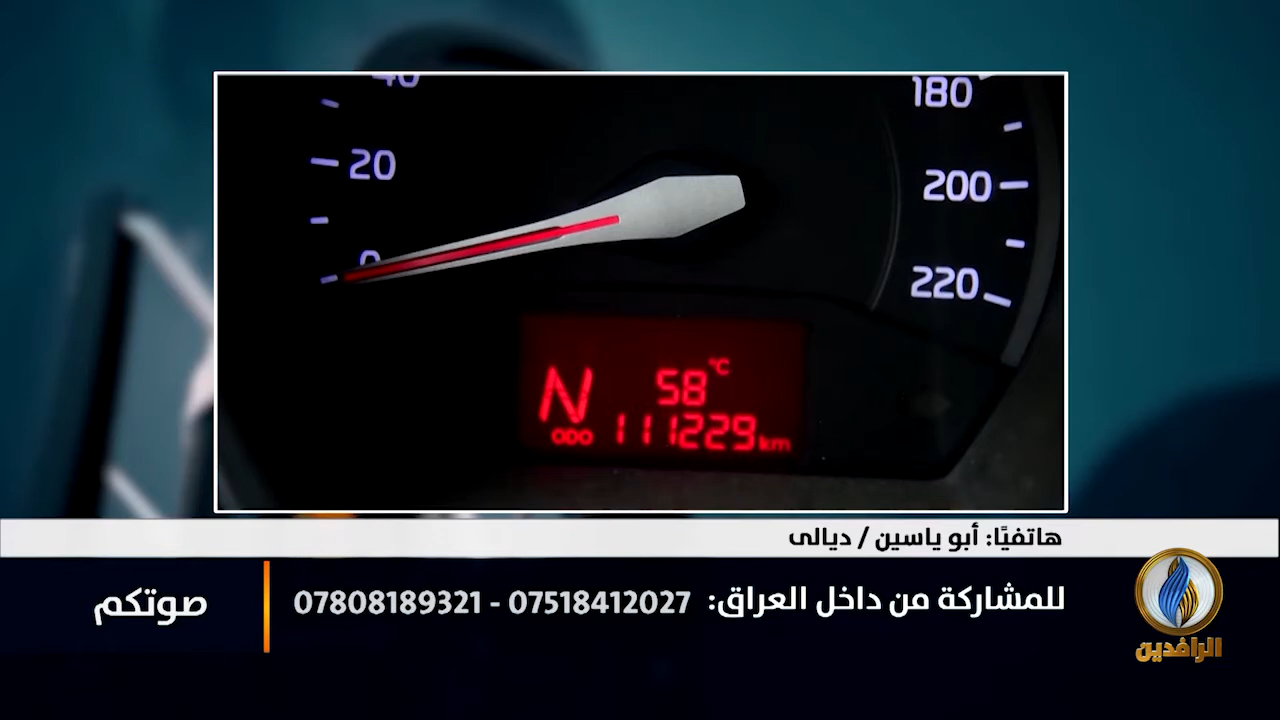 40
20
0
180
200
220
N 58 °C
ODO 111229 km
هاتفيًا: أبو ياسين / ديالى
للمشاركة من داخل العراق: 07518412027 - 07808189321
صوتكم
الرافدين